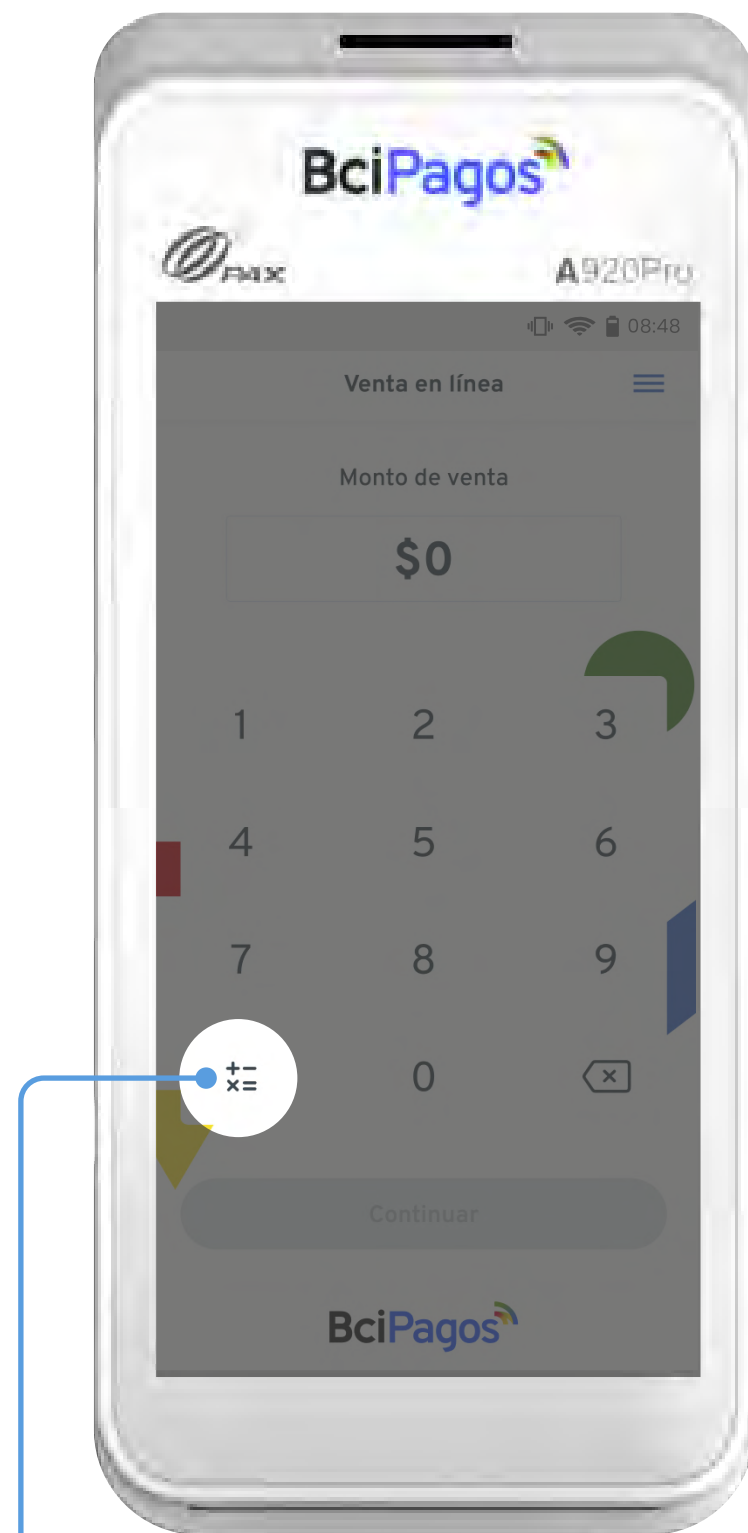 BciPagos
PAX
A920Pro
08:48
Venta en línea
Monto de venta
$0
1 2 3
4 5 6
7 8 9
+− ×= 0 ×
Continuar
BciPagos